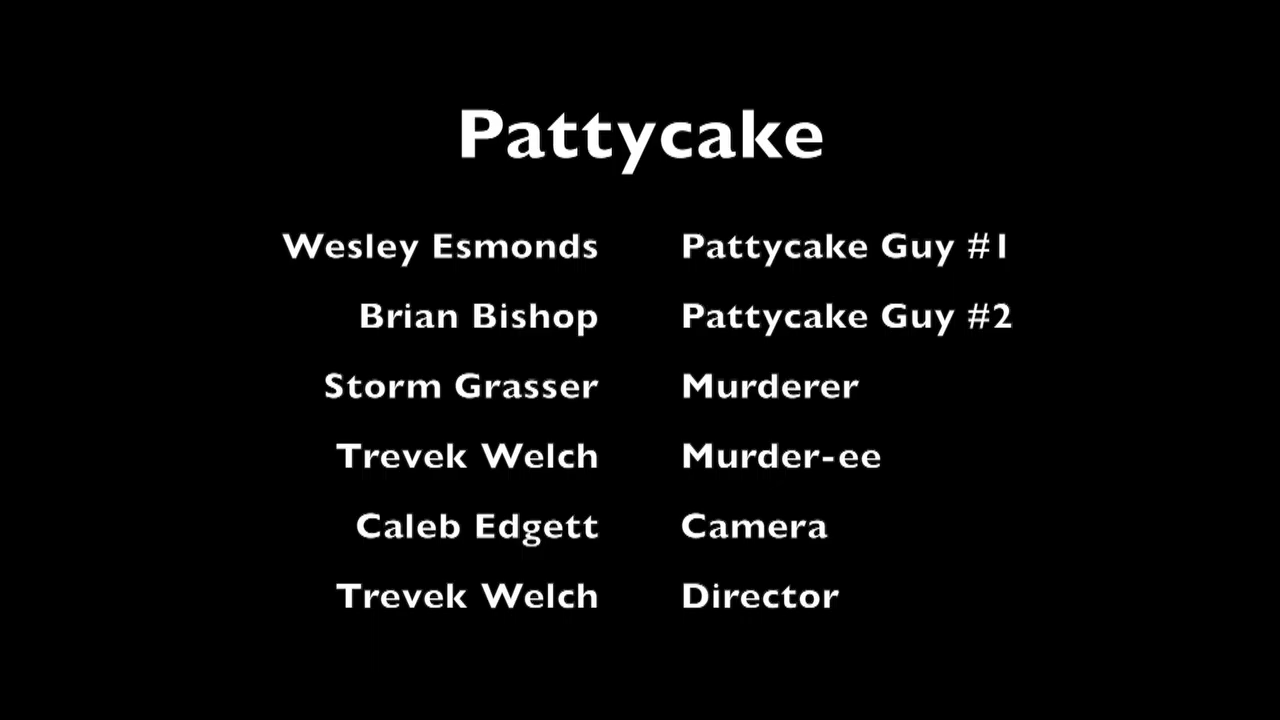 Pattycake
Wesley Esmonds Pattycake Guy #1
Brian Bishop Pattycake Guy #2
Storm Grasser Murderer
Trevek Welch Murder-ee
Caleb Edgett Camera
Trevek Welch Director